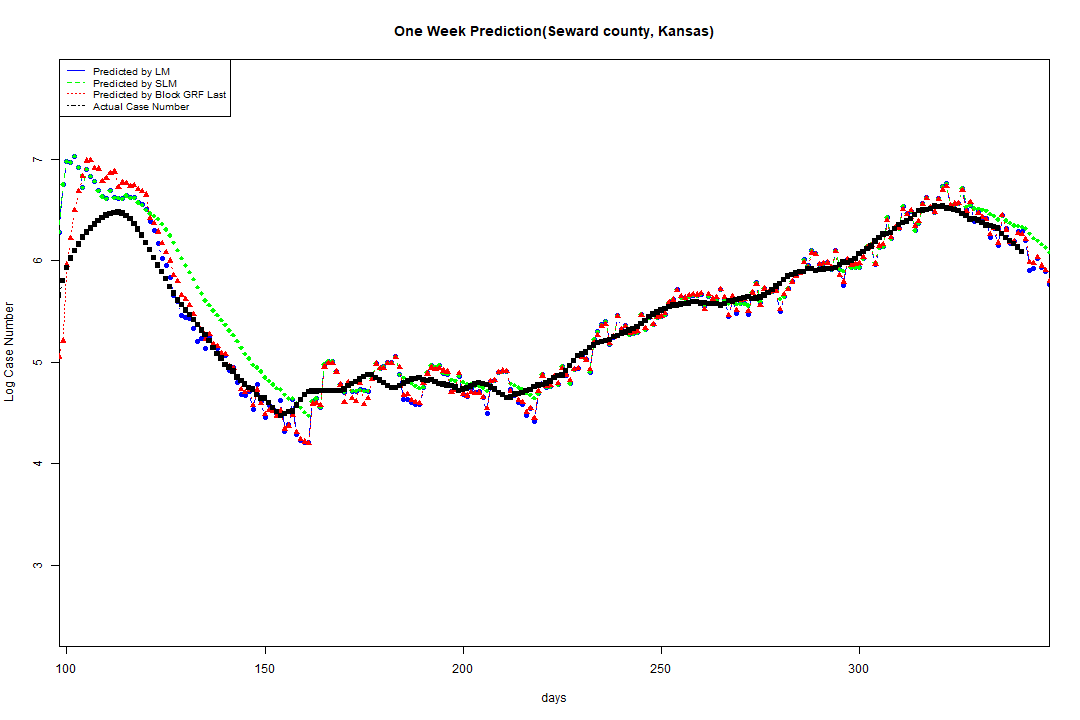 One Week Prediction(Seward county, Kansas)
Predicted by LM
Predicted by SLM
Predicted by Block GRF Last
Actual Case Number
Log Case Number
7
6
5
4
3
100 150 200 250 300
days